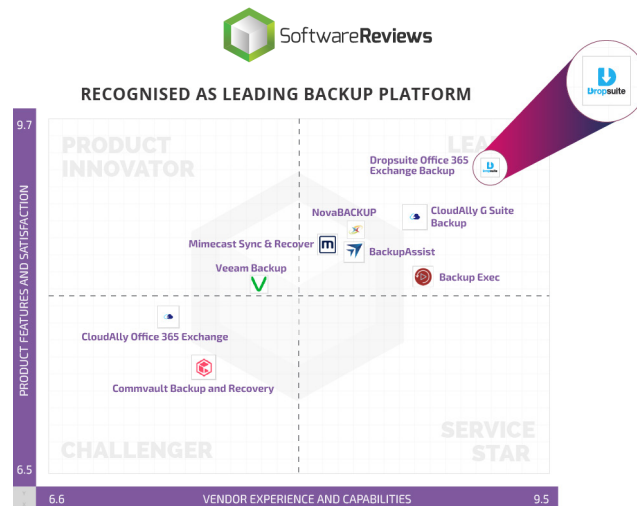 SoftwareReviews
RECOGNISED AS LEADING BACKUP PLATFORM
Dropsuite
9.7
PRODUCT
INNOVATOR
Dropsuite Office 365
Exchange Backup
NovaBACKUP
CloudAlly G Suite
Backup
Mimecast Sync & Recover
m
BackupAssist
Veeam Backup
Backup Exec
CloudAlly Office 365 Exchange
Commvault Backup and Recovery
PRODUCT FEATURES AND SATISFACTION
CHALLENGER
SERVICE
STAR
6.5
6.6
VENDOR EXPERIENCE AND CAPABILITIES
9.5